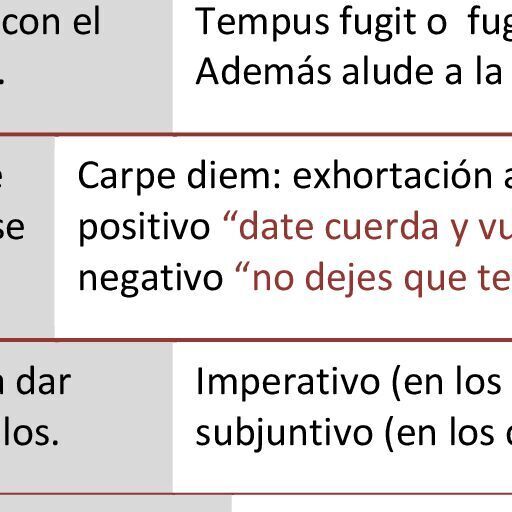 con el
.
Tempus fugit o fug
Además alude a la
e
se
Carpe diem: exhortación a
positivo “date cuerda y vu
negativo “no dejes que te
dar
los.
Imperativo (en los
subjuntivo (en los